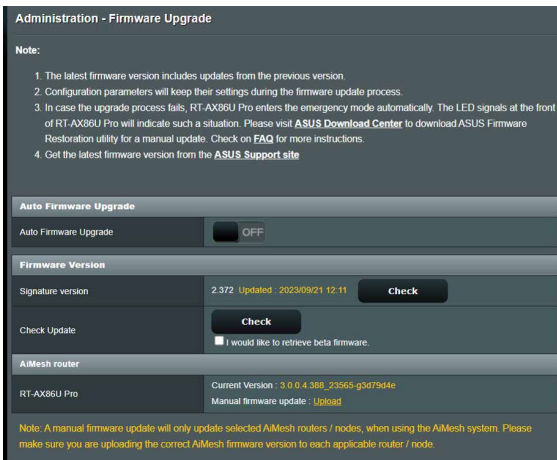 Administration - Firmware Upgrade
Note:
1. The latest firmware version includes updates from the previous version.
2. Configuration parameters will keep their settings during the firmware update process.
3. In case the upgrade process fails, RT-AX86U Pro enters the emergency mode automatically. The LED signals at the front
of RT-AX86U Pro will indicate such a situation. Please visit ASUS Download Center to download ASUS Firmware
Restoration utility for a manual update. Check on FAQ for more instructions.
4. Get the latest firmware version from the ASUS Support site
Auto Firmware Upgrade
Auto Firmware Upgrade OFF
Firmware Version
Signature version 2.372 Updated : 2023/09/21 12:11 Check
Check Update Check
I would like to retrieve beta firmware.
AiMesh router
RT-AX86U Pro Current Version : 3.0.0.4.388_23565-g3d79d4e
Manual firmware update : Upload
Note: A manual firmware update will only update selected AiMesh routers / nodes, when using the AiMesh system. Please
make sure you are uploading the correct AiMesh firmware version to each applicable router / node.